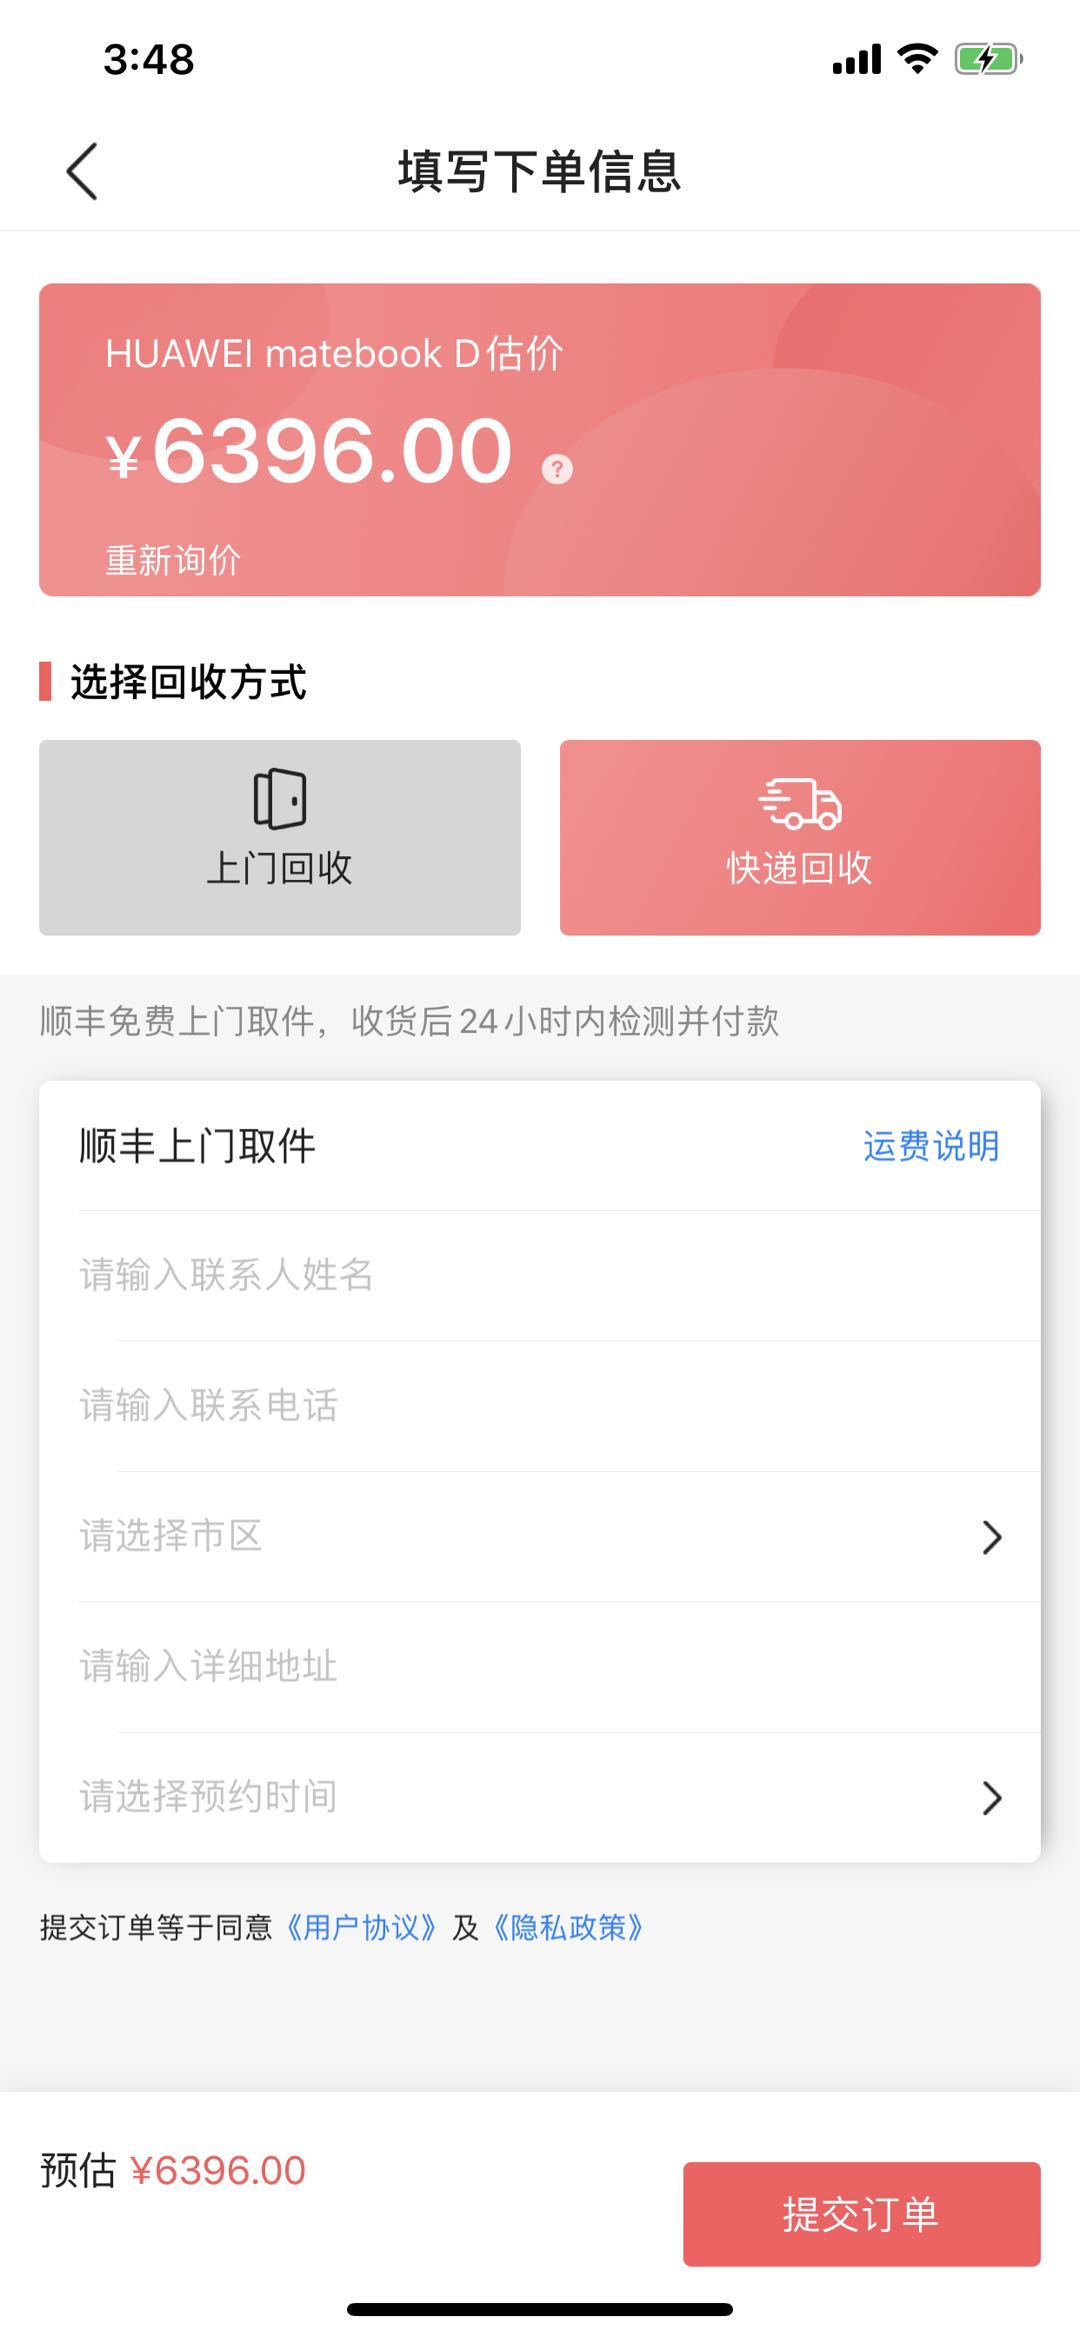 3:48
填写下单信息
HUAWEI matebook D估价
¥6396.00 ?
重新询价
选择回收方式
上门回收
快递回收
顺丰免费上门取件，收货后24小时内检测并付款
顺丰上门取件
运费说明
请输入联系人姓名
请输入联系电话
请选择市区
请输入详细地址
请选择预约时间
提交订单等于同意《用户协议》及《隐私政策》
预估 ¥6396.00
提交订单